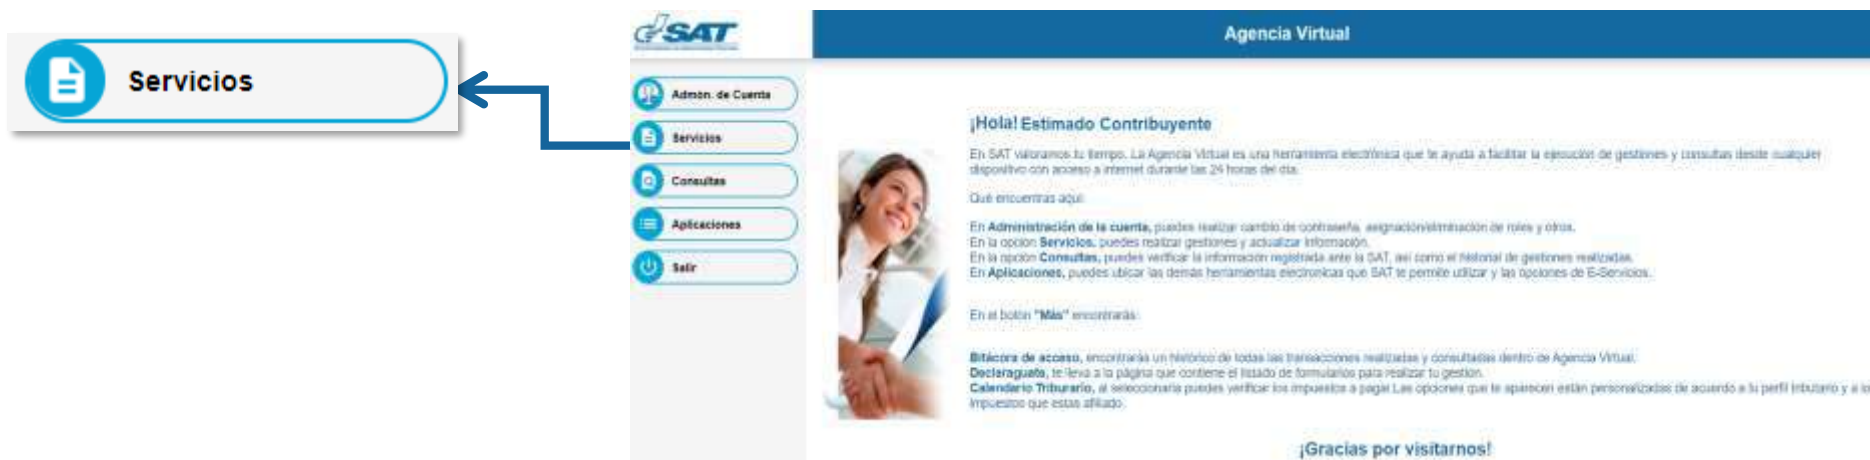 Servicios
SAT
Agencia Virtual
Admon. de Cuenta
Servicios
Consultas
Aplicaciones
Salir
¡Hola! Estimado Contribuyente
En SAT valoramos tu tiempo. La Agencia Virtual es una herramienta electrónica que te ayuda a facilitar la ejecución de gestiones y consultas desde cualquier
dispositivo con acceso a internet durante las 24 horas del día.
Qué encuentras aquí:
En Administración de la cuenta, puedes realizar cambio de contraseña, asignación/eliminación de roles y otros.
En la opción Servicios, puedes realizar gestiones y actualizar información.
En la opción Consultas, puedes verificar la información registrada ante la SAT, así como el historial de gestiones realizadas.
En Aplicaciones, puedes ubicar las demás herramientas electrónicas que SAT te permite utilizar y las opciones de E-Servicios.
En el botón "Más" encontrarás:
Bitácora de acceso, encontrarás un histórico de todas las transacciones realizadas y consultadas dentro de Agencia Virtual.
Declaraguate, te lleva a la página que contiene el listado de formularios para realizar tu gestión.
Calendario Triburario, al seleccionarla puedes verificar los impuestos a pagar Las opciones que te aparecen están personalizadas de acuerdo a tu perfil tributario y a lo
impuestos que estas afiliado.
¡Gracias por visitarnos!